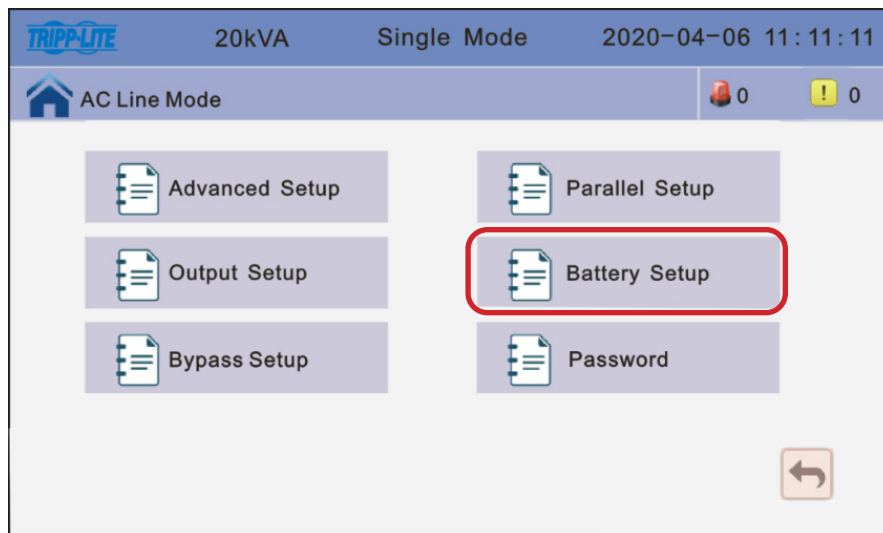 TRIPP-LITE 20kVA Single Mode 2020-04-06 11:11:11
AC Line Mode 0 ! 0
Advanced Setup Parallel Setup
Output Setup Battery Setup
Bypass Setup Password